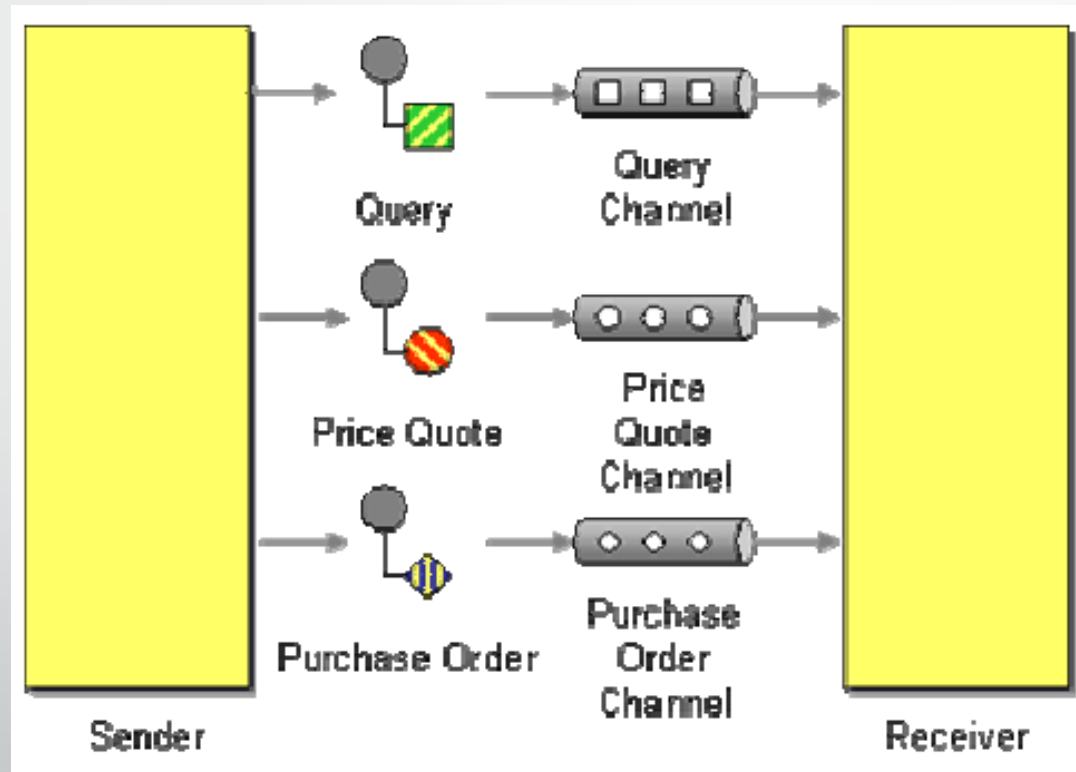 Query
Query
Channel
Price Quote
Price
Quote
Channel
Purchase Order
Purchase
Order
Channel
Sender
Receiver